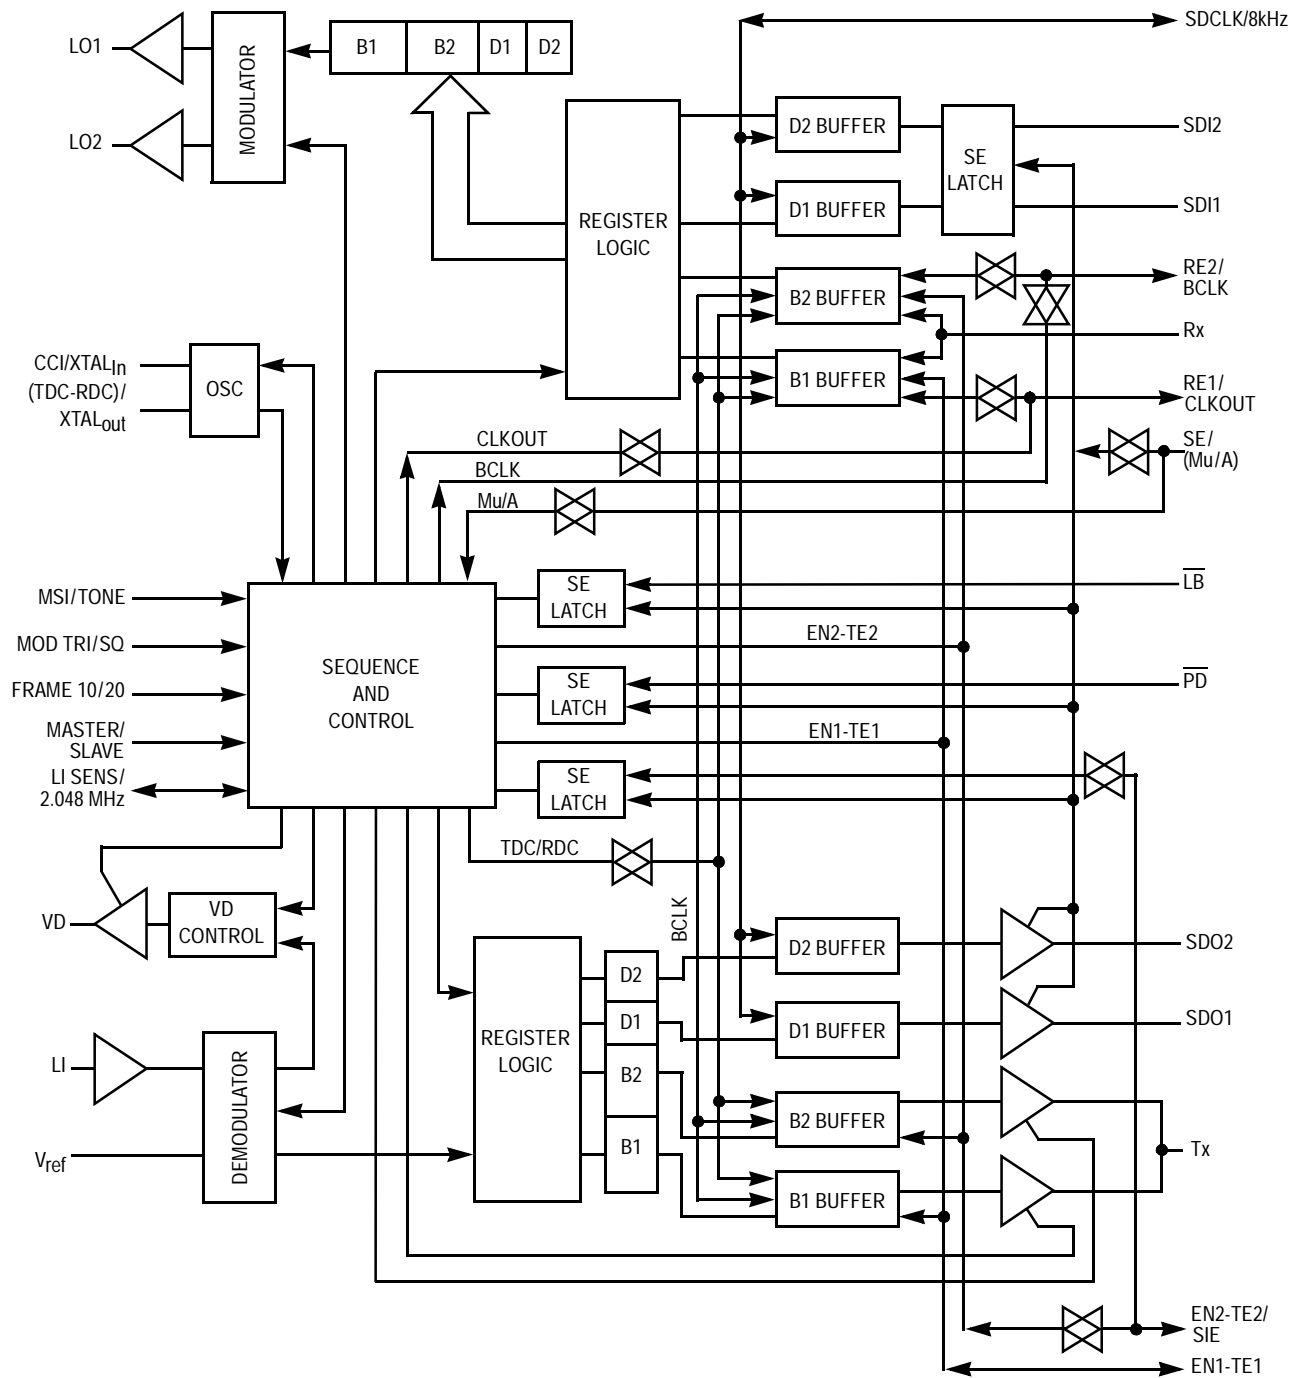 SDCLK/8kHz
LO1
MODULATOR
B1
B2
D1
D2
LO2
D2 BUFFER
SDI2
SE
LATCH
REGISTER
LOGIC
D1 BUFFER
SDI1
B2 BUFFER
RE2/
BCLK
Rx
CCI/XTALIn
(TDC-RDC)/
XTALout
OSC
B1 BUFFER
RE1/
CLKOUT
CLKOUT
SE/
(Mu/A)
BCLK
Mu/A
MSI/TONE
SE
LATCH
LB
MOD TRI/SQ
EN2-TE2
SEQUENCE
AND
CONTROL
FRAME 10/20
SE
LATCH
PD
MASTER/
SLAVE
EN1-TE1
LI SENS/
2.048 MHz
SE
LATCH
TDC/RDC
VD
VD
CONTROL
BCLK
D2 BUFFER
SDO2
D2
REGISTER
LOGIC
D1
D1 BUFFER
SDO1
LI
DEMODULATOR
B2
B2 BUFFER
Vref
B1
Tx
B1 BUFFER
EN2-TE2/
SIE
EN1-TE1